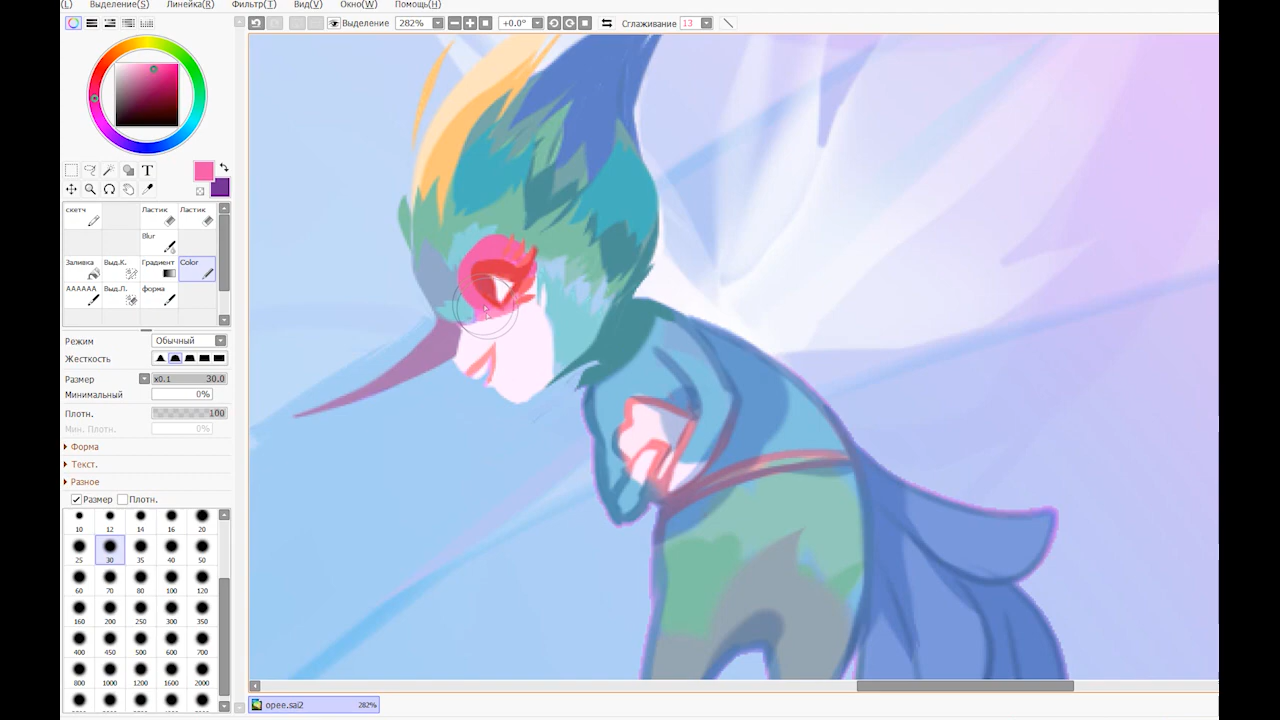 (L) Выделение(S) Линейка(R) Фильтр(T) Вид(V) Окно(W) Помощь(H)
Выделение 282% +0.0° Сглаживание 13
T
скетч Ластик Ластик
Blur
Заливка Выд.К. Градиент Color
AAAAAA Выд.Л. форма
Режим Обычный
Жесткость
Размер x0.1 30.0
Минимальный 0%
Плотн. 100
Мин. Плотн. 0%
Форма
Текст.
Разное
Размер Плотн.
10 12 14 16 20
25 30 35 40 50
60 70 80 100 120
160 200 250 300 350
400 450 500 600 700
800 1000 1200 1600 2000
opee.sai2 282%